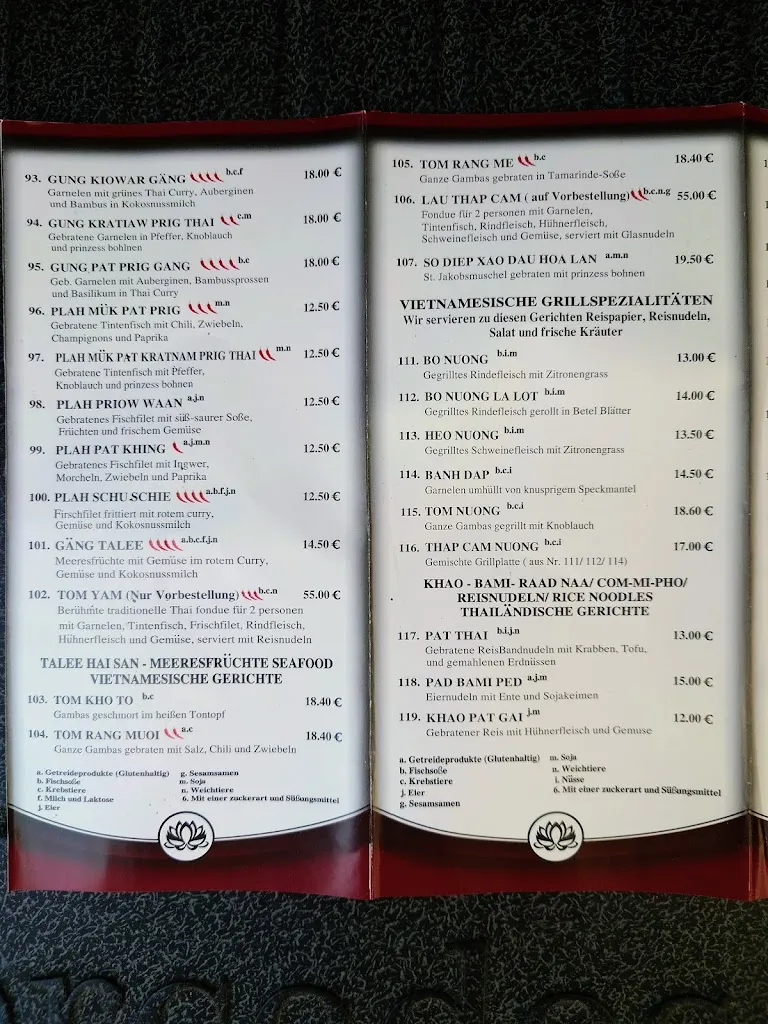 93. GUNG KIOWAR GÄNG b.c.f 18.00 €
Garnelen mit grünes Thai Curry, Auberginen
und Bambus in Kokosnussmilch
94. GUNG KRATIAW PRIG THAI c.m 18.00 €
Gebratene Garnelen in Pfeffer, Knoblauch
und prinzess bohlnen
95. GUNG PAT PRIG GANG b.c 18.00 €
Geb. Garnelen mit Auberginen, Bambussprossen
und Basilikum in Thai Curry
96. PLAH MÜK PAT PRIG m.n 12.50 €
Gebratene Tintenfisch mit Chili, Zwiebeln,
Champignons und Paprika
97. PLAH MÜK PAT KRATNAM PRIG THAI m.n 12.50 €
Gebratene Tintenfisch mit Pfeffer,
Knoblauch und prinzess bohnen
98. PLAH PRIOW WAAN a.j.n 12.50 €
Gebratenes Fischfilet mit süß-saurer Soße,
Früchten und frischem Gemüse
99. PLAH PAT KHING a.j.m.n 12.50 €
Gebratenes Fischfilet mit Ingwer,
Morcheln, Zwiebeln und Paprika
100. PLAH SCHU SCHIE a.b.f.j.n 12.50 €
Firschfilet frittiert mit rotem curry,
Gemüse und Kokosnussmilch
101. GÄNG TALEE a.b.c.f.j.n 14.50 €
Meeresfrüchte mit Gemüse im rotem Curry,
Gemüse und Kokosnussmilch
102. TOM YAM (Nur Vorbestellung) b.c.n 55.00 €
Berühmte traditionelle Thai fondue für 2 personen
mit Garnelen, Tintenfisch, Frischfilet, Rindfleisch,
Hühnerfleisch und Gemüse, serviert mit Reisnudeln
TALEE HAI SAN - MEERESFRÜCHTE SEAFOOD
VIETNAMESISCHE GERICHTE
103. TOM KHO TO b.c 18.40 €
Gambas geschmort im heißen Tontopf
104. TOM RANG MUOI a.c 18.40 €
Ganze Gambas gebraten mit Salz, Chili und Zwiebeln
a. Getreideprodukte (Glutenhaltig) g. Sesamsamen
b. Fischsoße m. Soja
c. Krebstiere n. Weichtiere
f. Milch und Laktose 6. Mit einer zuckerart und Süßungsmittel
j. Eier
105. TOM RANG ME b.c 18.40 €
Ganze Gambas gebraten in Tamarinde-Soße
106. LAU THAP CAM ( auf Vorbestellung) b.c.n.g 55.00 €
Fondue für 2 personen mit Garnelen,
Tintenfisch, Rindfleisch, Hühnerfleisch,
Schweinefleisch und Gemüse, serviert mit Glasnudeln
107. SO DIEP XAO DAU HOA LAN a.m.n 19.50 €
St. Jakobsmuschel gebraten mit prinzess bohnen
VIETNAMESISCHE GRILLSPEZIALITÄTEN
Wir servieren zu diesen Gerichten Reispapier, Reisnudeln,
Salat und frische Kräuter
111. BO NUONG b.i.m 13.00 €
Gegrilltes Rindefleisch mit Zitronengrass
112. BO NUONG LA LOT b.i.m 14.00 €
Gegrilltes Rindefleisch gerollt in Betel Blätter
113. HEO NUONG b.i.m 13.50 €
Gegrilltes Schweinefleisch mit Zitronengrass
114. BANH DAP b.c.i 14.50 €
Garnelen umhüllt von knusprigem Speckmantel
115. TOM NUONG b.c.i 18.60 €
Ganze Gambas gegrillt mit Knoblauch
116. THAP CAM NUONG b.c.i 17.00 €
Gemischte Grillplatte ( aus Nr. 111/ 112/ 114)
KHAO - BAMI- RAAD NAA/ COM-MI-PHO/
REISNUDELN/ RICE NOODLES
THAILÄNDISCHE GERICHTE
117. PAT THAI b.i.j.n 13.00 €
Gebratene ReisBandnudeln mit Krabben, Tofu,
und gemahlenen Erdnüssen
118. PAD BAMI PED a.j.m 15.00 €
Eiernudeln mit Ente und Sojakeimen
119. KHAO PAT GAI j.m 12.00 €
Gebratener Reis mit Hühnerfleisch und Gemuse
a. Getreideprodukte (Glutenhaltig) m. Soja
b. Fischsoße n. Weichtiere
c. Krebstiere i. Nüsse
j. Eier 6. Mit einer zuckerart und Süßungsmittel
g. Sesamsamen